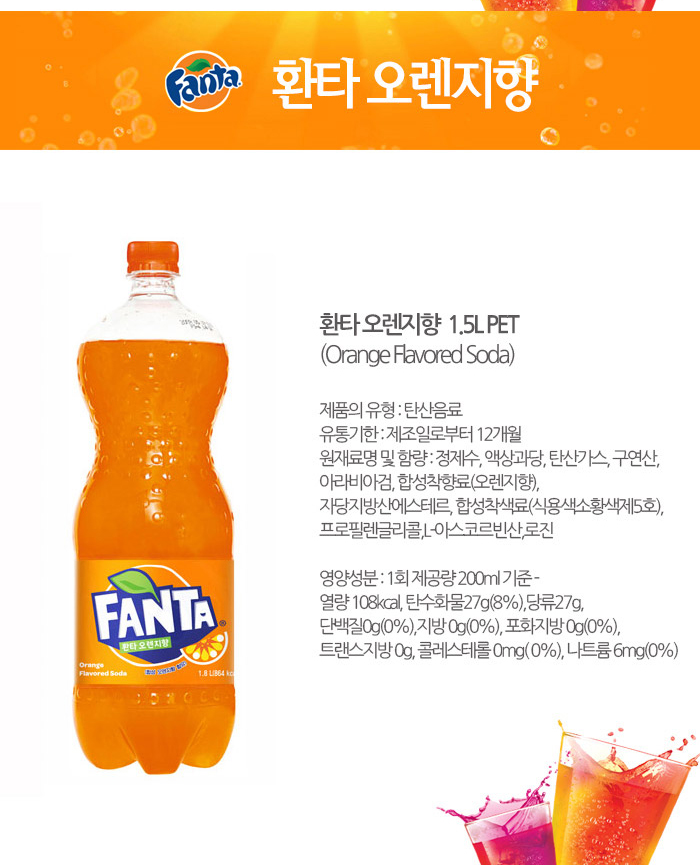 Fanta
환타 오렌지향
환타 오렌지향 1.5L PET
(Orange Flavored Soda)
제품의 유형 : 탄산음료
유통기한 : 제조일로부터 12개월
원재료명 및 함량 : 정제수, 액상과당, 탄산가스, 구연산,
아라비아검, 합성착향료(오렌지향),
자당지방산에스테르, 합성착색료(식용색소황색제5호),
프로필렌글리콜,L-아스코르빈산,로진
영양성분 : 1회 제공량 200ml 기준 -
열량 108kcal, 탄수화물27g(8%),당류27g,
단백질0g(0%),지방 0g(0%), 포화지방 0g(0%),
트랜스지방 0g, 콜레스테롤 0mg( 0%), 나트륨 6mg(0%)
FANTA
환타 오렌지향
Orange
Flavored Soda
1.8 L(864 kc